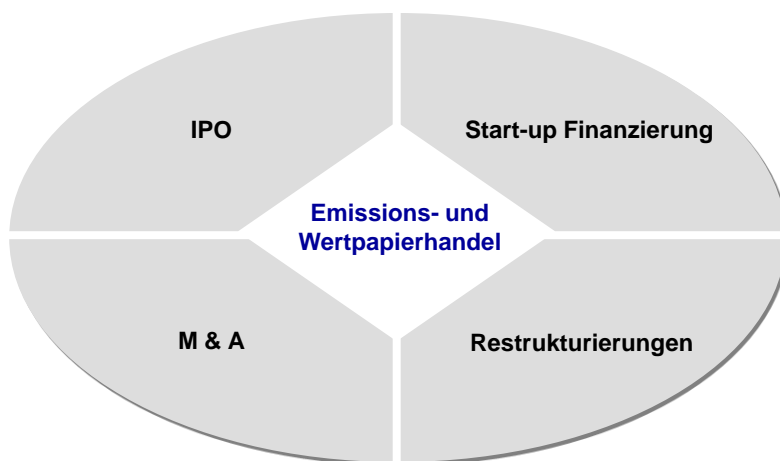 IPO
Start-up Finanzierung
Emissions- und
Wertpapierhandel
M & A
Restrukturierungen